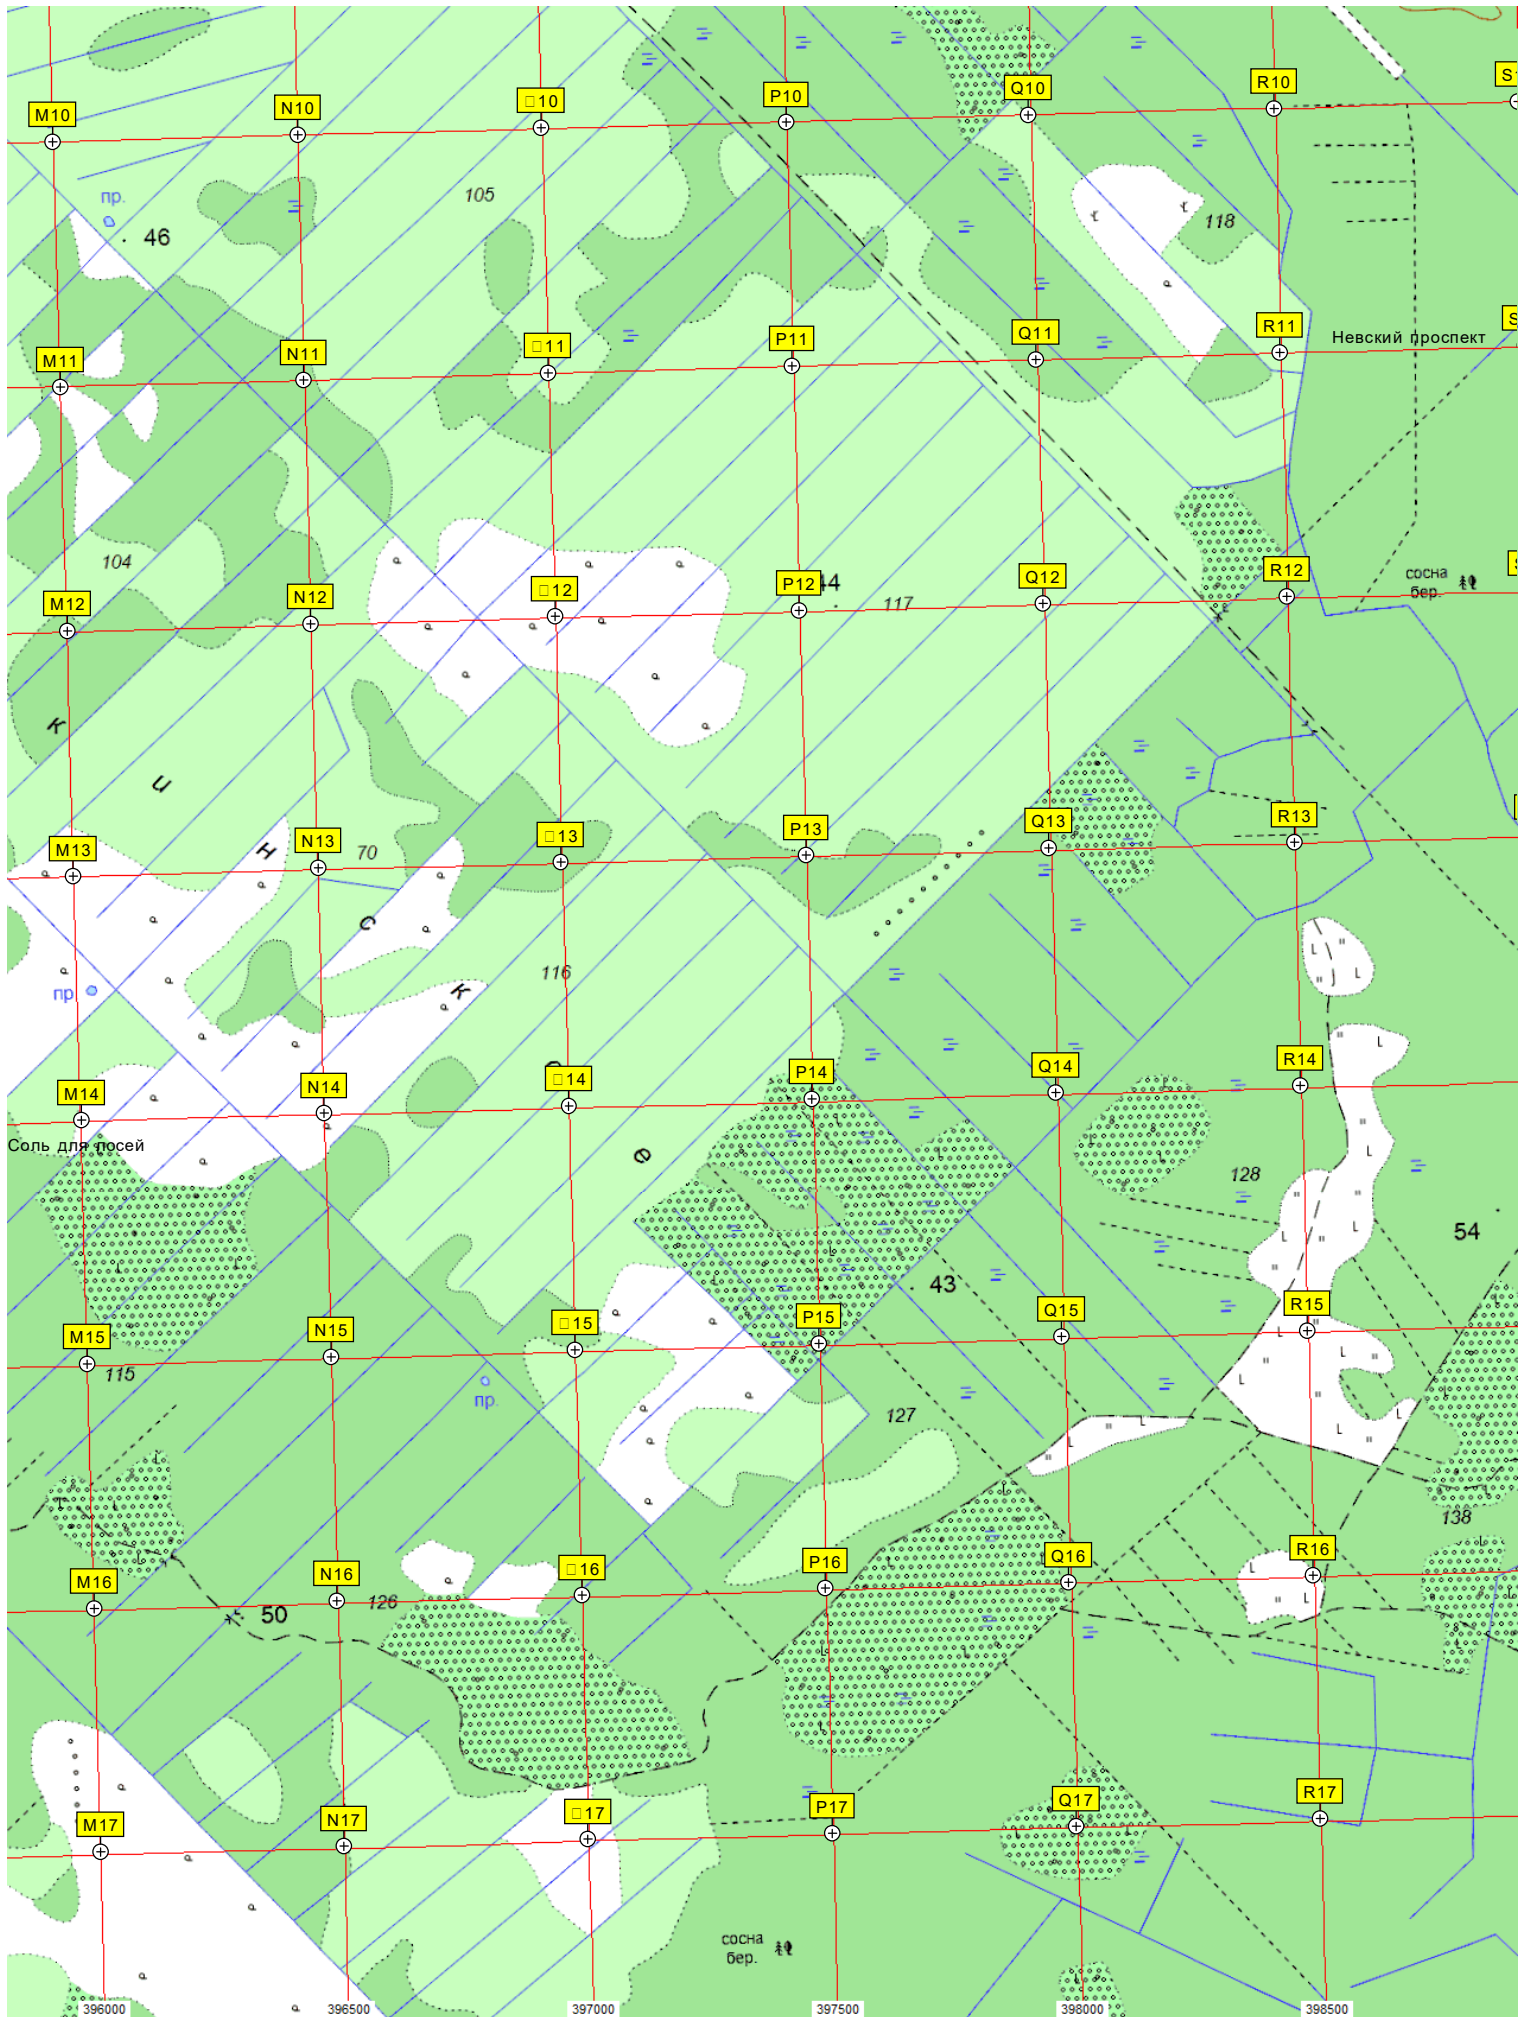 S1
M10 N10 □10 P10 Q10 R10
105
пр.
46
118
M11 N11 □11 P11 Q11 R11 S
Невский проспект
104
M12 N12 □12 P12 44 Q12 R12 S
117
сосна
бер.
к
и
M13 N13 □13 P13 Q13 R13
н
70
с
116
пр
к
M14 N14 □14 P14 Q14 R14
Соль для лосей
е
128
54
43
M15 N15 □15 P15 Q15 R15
115
пр.
127
138
M16 N16 □16 P16 Q16 R16
50
126
M17 N17 □17 P17 Q17 R17
сосна
бер.
396000 396500 397000 397500 398000 398500